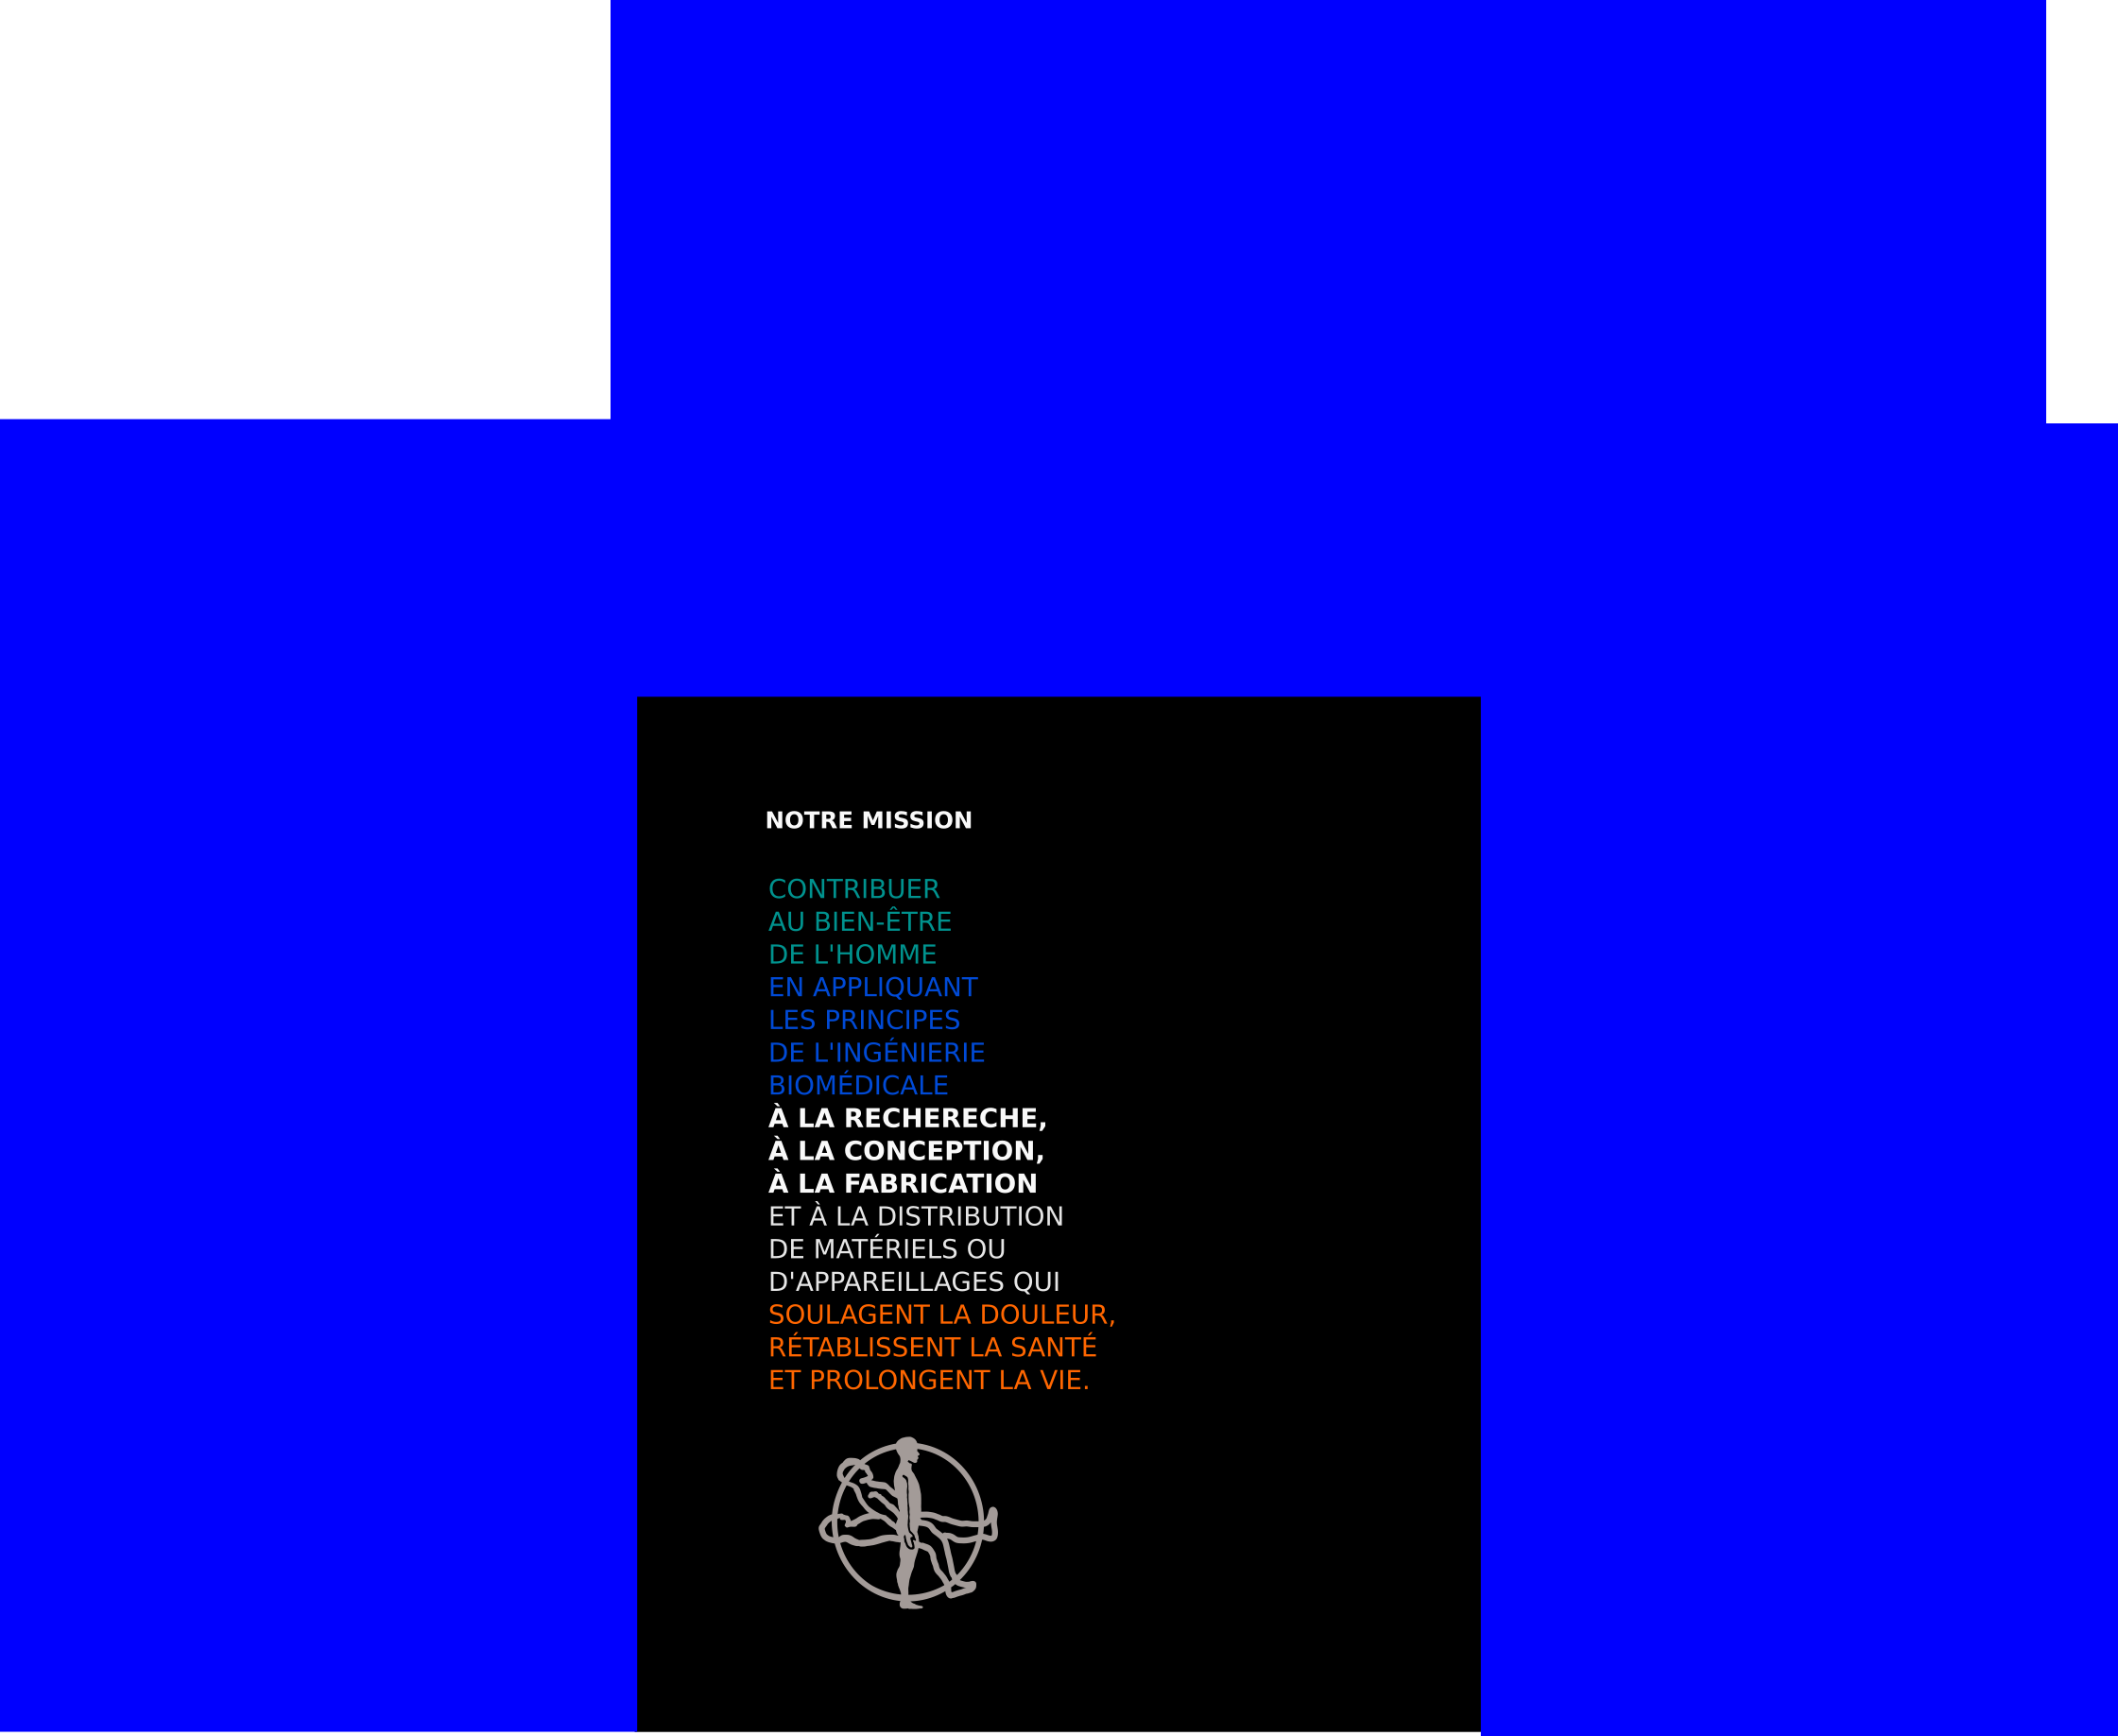 NOTRE MISSION
CONTRIBUER
AU BIEN-ÊTRE
DE L'HOMME
EN APPLIQUANT
LES PRINCIPES
DE L'INGÉNIERIE
BIOMÉDICALE
À LA RECHERECHE,
À LA CONCEPTION,
À LA FABRICATION
ET À LA DISTRIBUTION
DE MATÉRIELS OU
D'APPAREILLAGES QUI
SOULAGENT LA DOULEUR,
RÉTABLISSENT LA SANTÉ
ET PROLONGENT LA VIE.